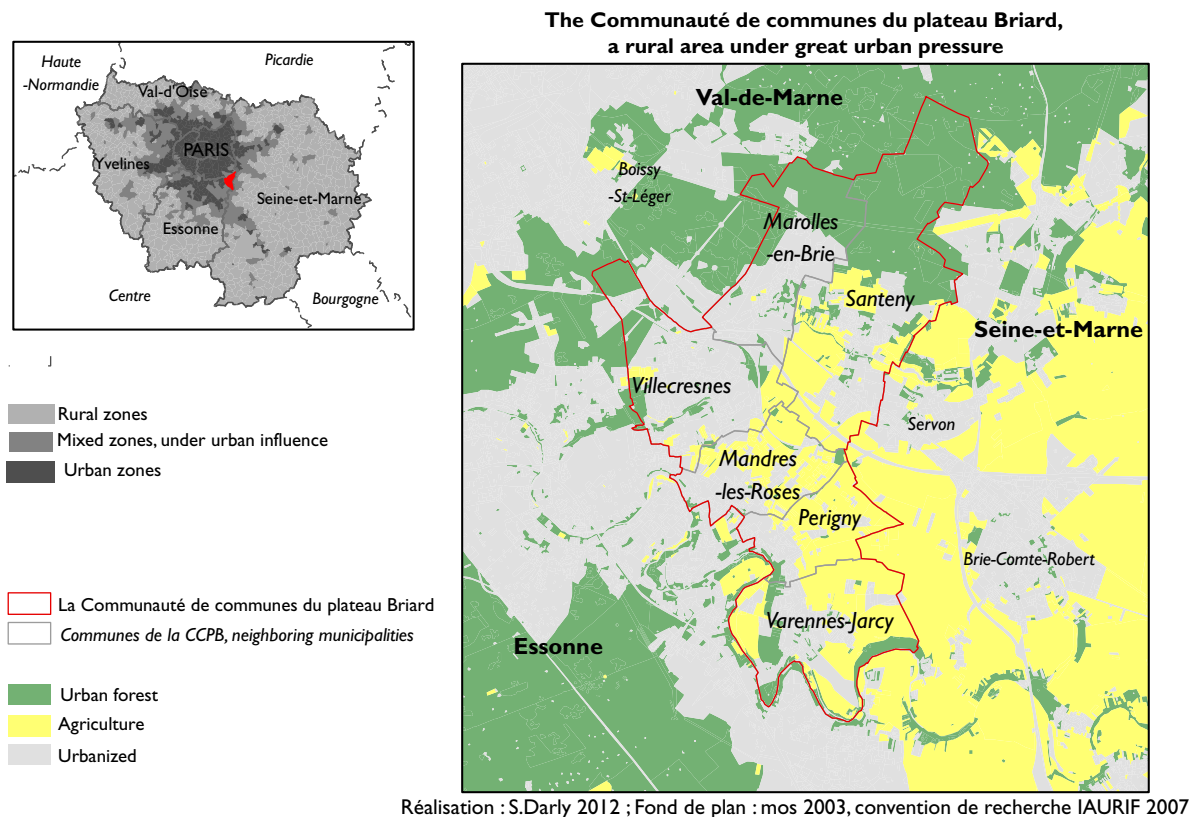 The Communauté de communes du plateau Briard,
a rural area under great urban pressure
Haute
-Normandie
Picardie
Val-d'Oise
PARIS
Yvelines
Seine-et-Marne
Essonne
Centre
Bourgogne
Rural zones
Mixed zones, under urban influence
Urban zones
La Communauté de communes du plateau Briard
Communes de la CCPB, neighboring municipalities
Urban forest
Agriculture
Urbanized
Val-de-Marne
Boissy
-St-Léger
Marolles
-en-Brie
Santeny
Seine-et-Marne
Villecresnes
Servon
Mandres
-les-Roses
Perigny
Brie-Comte-Robert
Varennes-Jarcy
Essonne
Réalisation : S.Darly 2012 ; Fond de plan : mos 2003, convention de recherche IAURIF 2007